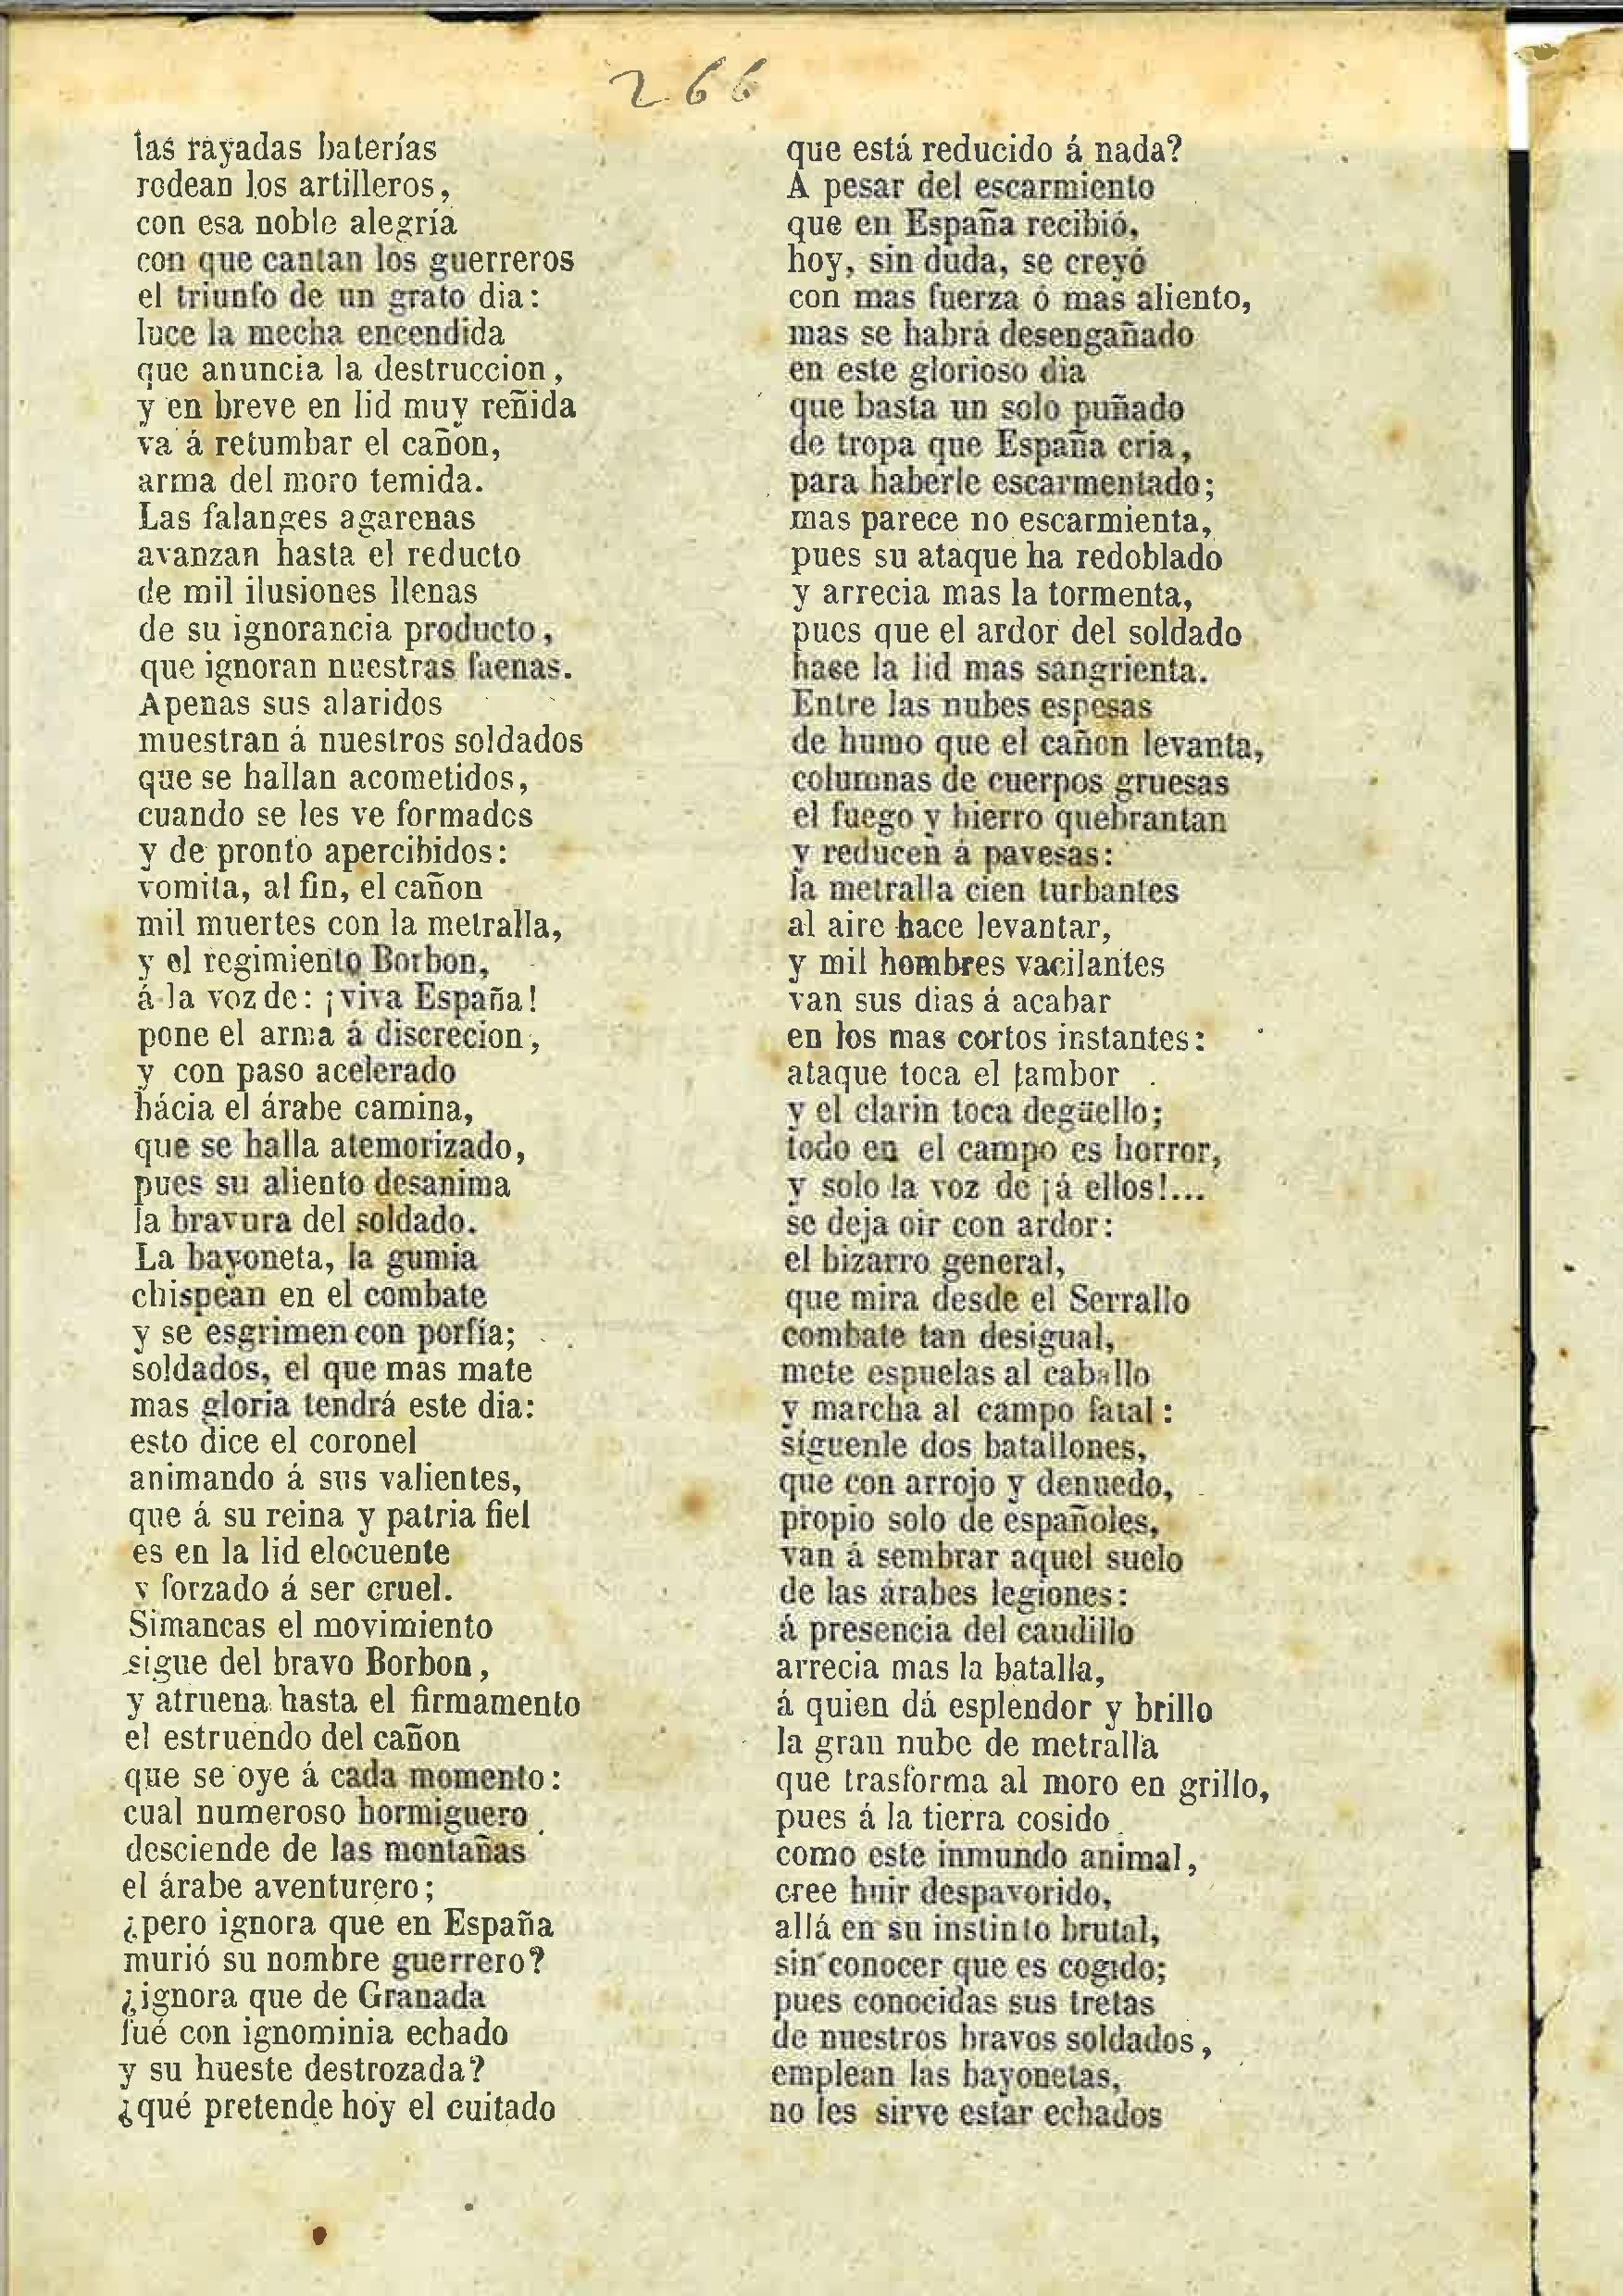 266
las rayadas baterías
rodean los artilleros,
con esa noble alegría
con que cantan los guerreros
el triunfo de un grato dia:
luce la mecha encendida
que anuncia la destruccion,
y en breve en lid muy reñida
va á retumbar el cañon,
arma del moro temida.
Las falanges agarenas
avanzan hasta el reducto
de mil ilusiones llenas
de su ignorancia producto,
que ignoran nuestras faenas.
Apenas sus alaridos
muestran á nuestros soldados
que se hallan acometidos,
cuando se les ve formados
y de pronto apercibidos:
vomita, al fin, el cañon
mil muertes con la metralla,
y el regimiento Borbon,
á la voz de: ¡viva España!
pone el arma á discrecion,
y con paso acelerado
hácia el árabe camina,
que se halla atemorizado,
pues su aliento desanima
la bravura del soldado.
La bayoneta, la gumia
chispean en el combate
y se esgrimen con porfía;
soldados, el que mas mate
mas gloria tendrá este dia:
esto dice el coronel
animando á sus valientes,
que á su reina y patria fiel
es en la lid elocuente
y forzado á ser cruel.
Simancas el movimiento
sigue del bravo Borbon,
y atruena hasta el firmamento
el estruendo del cañon
que se oye á cada momento:
cual numeroso hormiguero
desciende de las montañas
el árabe aventurero;
¿pero ignora que en España
murió su nombre guerrero?
¿ignora que de Granada
fué con ignominia echado
y su hueste destrozada?
¿qué pretende hoy el cuitado
que está reducido á nada?
A pesar del escarmiento
que en España recibió,
hoy, sin duda, se creyó
con mas fuerza ó mas aliento,
mas se habrá desengañado
en este glorioso dia
que basta un solo puñado
de tropa que España cria,
para haberle escarmentado;
mas parece no escarmienta,
pues su ataque ha redoblado
y arrecia mas la tormenta,
pues que el ardor del soldado
hase la lid mas sangrienta.
Entre las nubes espesas
de humo que el cañon levanta,
columnas de cuerpos gruesas
el fuego y hierro quebrantan
y reducen á pavesas:
la metralla cien turbantes
al aire hace levantar,
y mil hombres vacilantes
van sus dias á acabar
en los mas cortos instantes:
ataque toca el tambor
y el clarin toca degüello;
todo en el campo es horror,
y solo la voz de ¡á ellos!...
se deja oir con ardor:
el bizarro general,
que mira desde el Serrallo
combate tan desigual,
mete espuelas al caballo
y marcha al campo fatal:
síguenle dos batallones,
que con arrojo y denuedo,
propio solo de españoles,
van á sembrar aquel suelo
de las árabes legiones:
á presencia del caudillo
arrecia mas la batalla,
á quien dá esplendor y brillo
la gran nube de metralla
que trasforma al moro en grillo,
pues á la tierra cosido
como este inmundo animal,
cree huir despavorido,
allá en su instinto brutal,
sin conocer que es cogido;
pues conocidas sus tretas
de nuestros bravos soldados,
emplean las bayonetas,
no les sirve estar echados